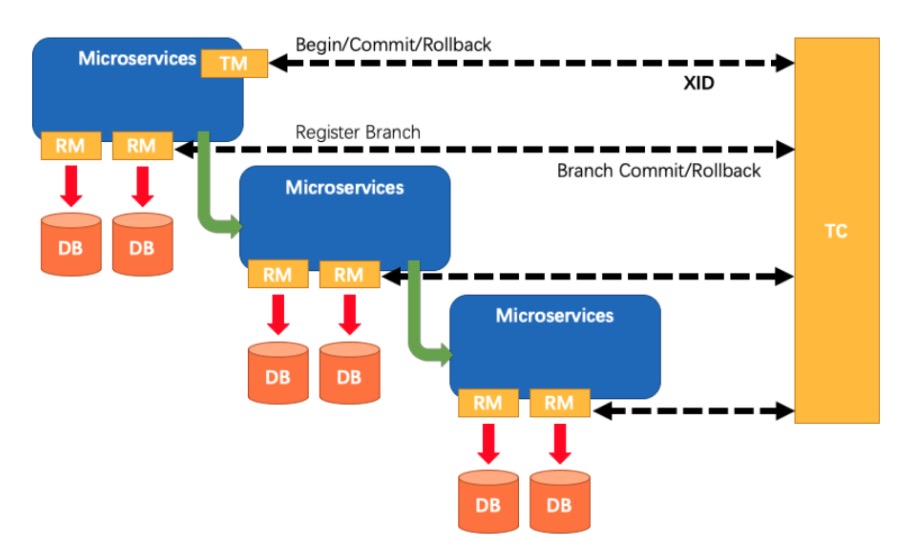 Begin/Commit/Rollback
Microservices
TM
XID
Register Branch
RM
RM
Branch Commit/Rollback
Microservices
TC
DB
DB
RM
RM
Microservices
DB
DB
RM
RM
DB
DB